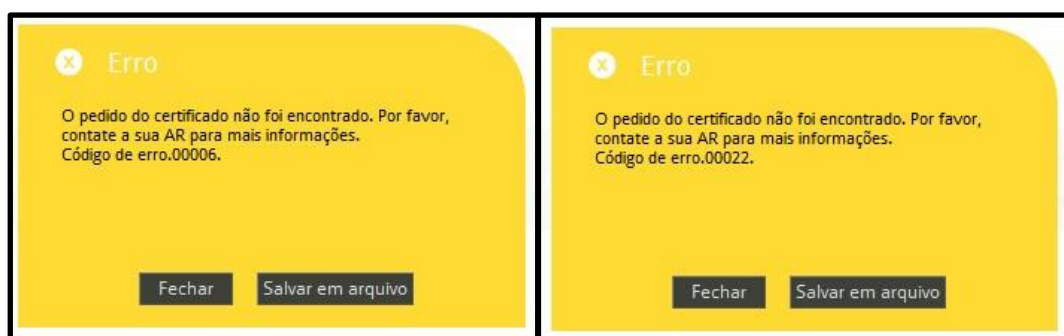 Erro
O pedido do certificado não foi encontrado. Por favor,
contate a sua AR para mais informações.
Código de erro.00006.
Fechar
Salvar em arquivo
Erro
O pedido do certificado não foi encontrado. Por favor,
contate a sua AR para mais informações.
Código de erro.00022.
Fechar
Salvar em arquivo